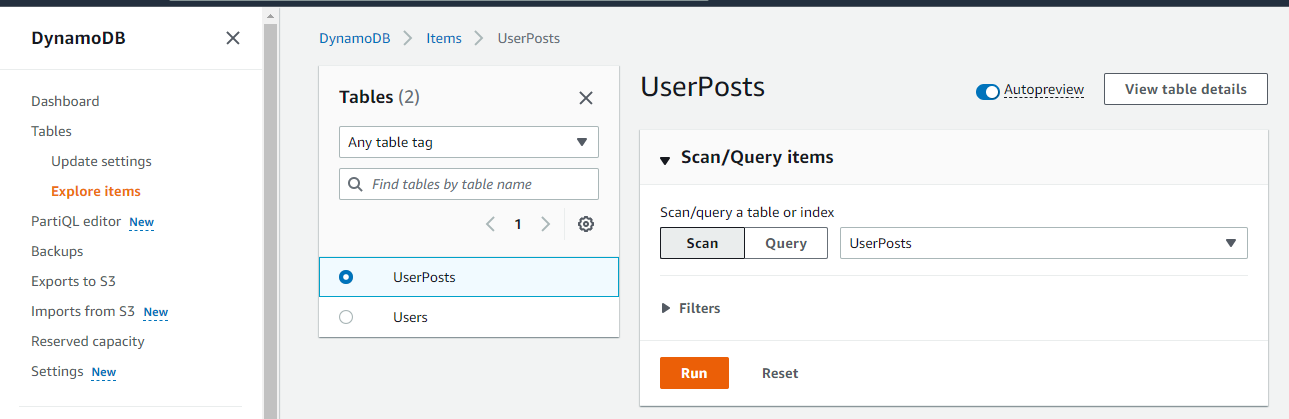 DynamoDB
Dashboard
Tables
Update settings
Explore items
PartiQL editor New
Backups
Exports to S3
Imports from S3 New
Reserved capacity
Settings New
DynamoDB Items UserPosts
Tables (2)
Any table tag
Find tables by table name
1
UserPosts
Users
UserPosts
Autopreview
View table details
Scan/Query items
Scan/query a table or index
Scan Query UserPosts
Filters
Run Reset